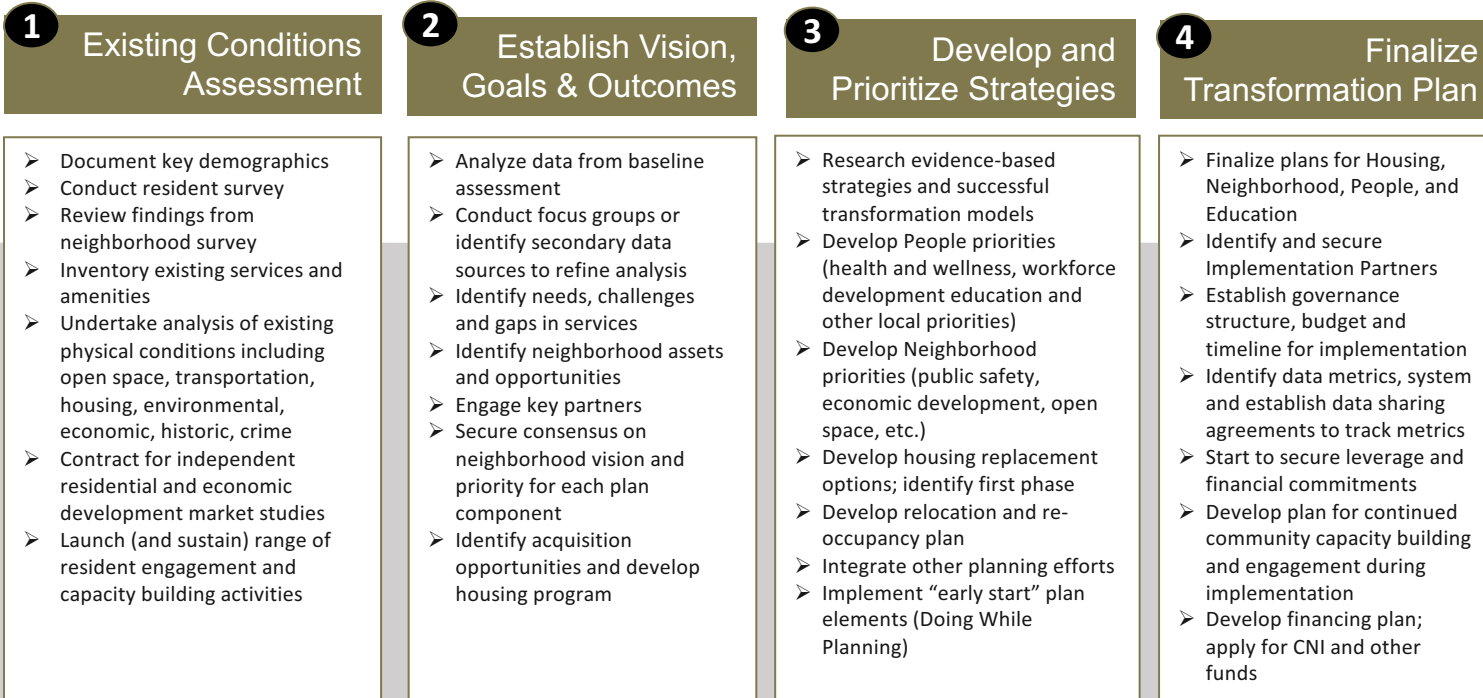 1
Existing Conditions
Assessment
➢ Document key demographics
➢ Conduct resident survey
➢ Review findings from
neighborhood survey
➢ Inventory existing services and
amenities
➢ Undertake analysis of existing
physical conditions including
open space, transportation,
housing, environmental,
economic, historic, crime
➢ Contract for independent
residential and economic
development market studies
➢ Launch (and sustain) range of
resident engagement and
capacity building activities
2
Establish Vision,
Goals & Outcomes
➢ Analyze data from baseline
assessment
➢ Conduct focus groups or
identify secondary data
sources to refine analysis
➢ Identify needs, challenges
and gaps in services
➢ Identify neighborhood assets
and opportunities
➢ Engage key partners
➢ Secure consensus on
neighborhood vision and
priority for each plan
component
➢ Identify acquisition
opportunities and develop
housing program
3
Develop and
Prioritize Strategies
➢ Research evidence-based
strategies and successful
transformation models
➢ Develop People priorities
(health and wellness, workforce
development education and
other local priorities)
➢ Develop Neighborhood
priorities (public safety,
economic development, open
space, etc.)
➢ Develop housing replacement
options; identify first phase
➢ Develop relocation and re-
occupancy plan
➢ Integrate other planning efforts
➢ Implement “early start” plan
elements (Doing While
Planning)
4
Finalize
Transformation Plan
➢ Finalize plans for Housing,
Neighborhood, People, and
Education
➢ Identify and secure
Implementation Partners
➢ Establish governance
structure, budget and
timeline for implementation
➢ Identify data metrics, system
and establish data sharing
agreements to track metrics
➢ Start to secure leverage and
financial commitments
➢ Develop plan for continued
community capacity building
and engagement during
implementation
➢ Develop financing plan;
apply for CNI and other
funds